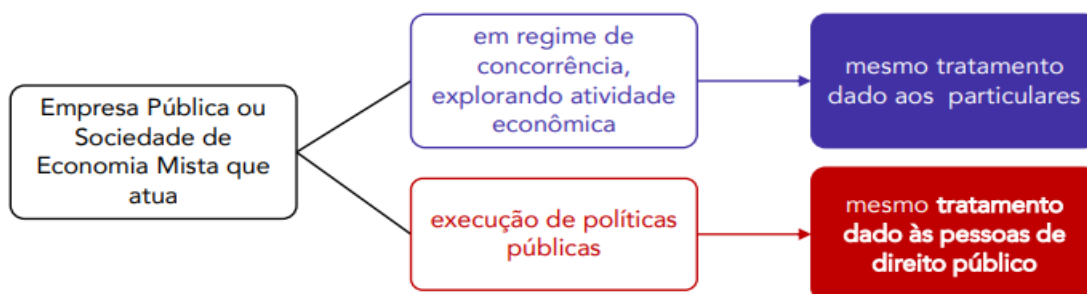 Empresa Pública ou
Sociedade de
Economia Mista que
atua
em regime de
concorrência,
explorando atividade
econômica
mesmo tratamento
dado aos particulares
execução de políticas
públicas
mesmo tratamento
dado às pessoas de
direito público